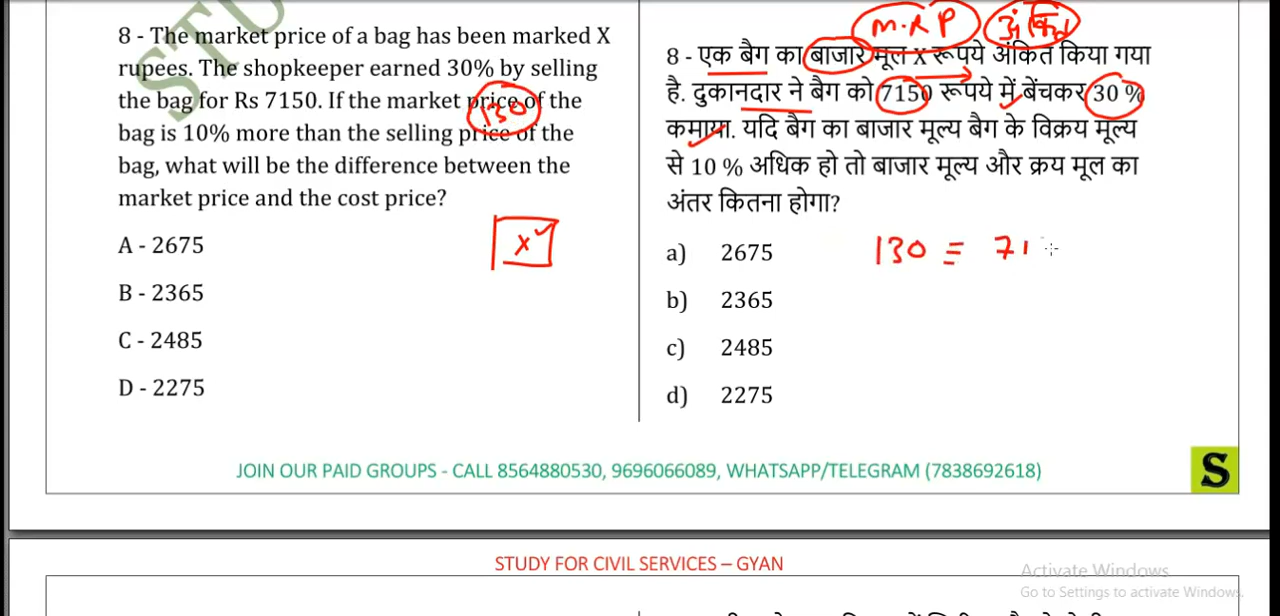 STU
8 - The market price of a bag has been marked X
rupees. The shopkeeper earned 30% by selling
the bag for Rs 7150. If the market price of the
bag is 10% more than the selling price of the
bag, what will be the difference between the
market price and the cost price?
A - 2675
B - 2365
C - 2485
D - 2275
130
X
M.R.P
8 - एक बैग का बाजार मूल X रूपये अंकित किया गया
है. दुकानदार ने बैग को 7150 रूपये में बेंचकर 30 %
कमाया. यदि बैग का बाजार मूल्य बैग के विक्रय मूल्य
से 10 % अधिक हो तो बाजार मूल्य और क्रय मूल का
अंतर कितना होगा?
a) 2675
b) 2365
c) 2485
d) 2275
130 = 71
JOIN OUR PAID GROUPS - CALL 8564880530, 9696066089, WHATSAPP/TELEGRAM (7838692618)
S
STUDY FOR CIVIL SERVICES – GYAN
Activate Windows
Go to Settings to activate Windows.